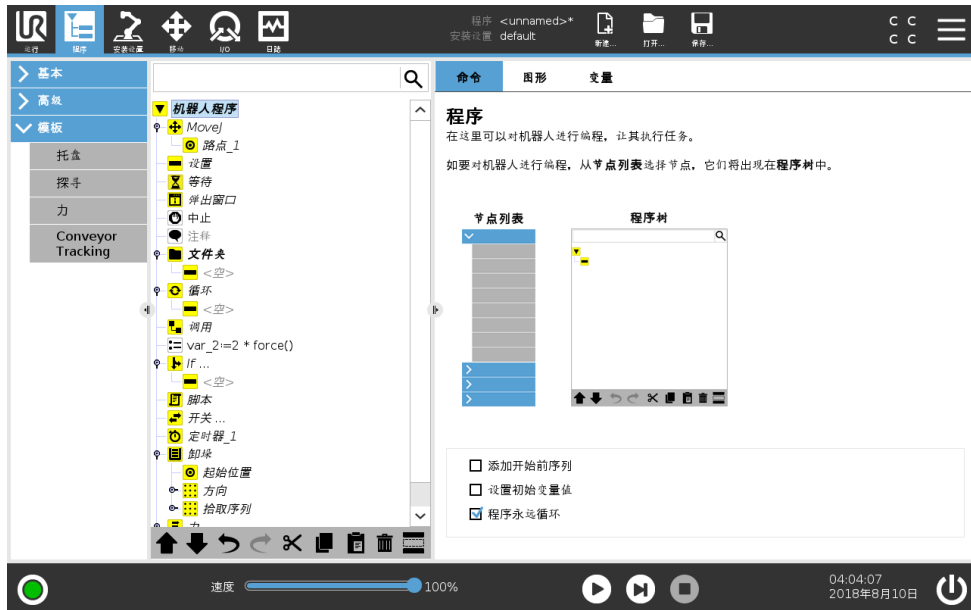 UR
程序 <unnamed>*
安装设置 default
运行
程序
安装设置
移动
I/O
日志
新建...
打开...
保存...
C C
C C
基本
高级
模板
托盘
探寻
力
Conveyor
Tracking
机器人程序
MoveJ
路点_1
设置
等待
弹出窗口
中止
注释
文件夹
<空>
循环
<空>
调用
var_2:=2 * force()
If ...
<空>
脚本
开关 ...
定时器_1
卸垛
起始位置
方向
拾取序列
力
命令
图形
变量
程序
在这里可以对机器人进行编程，让其执行任务。
如要对机器人进行编程，从节点列表选择节点，它们将出现在程序树中。
节点列表
程序树
添加开始前序列
设置初始变量值
程序永远循环
速度
100%
04:04:07
2018年8月10日